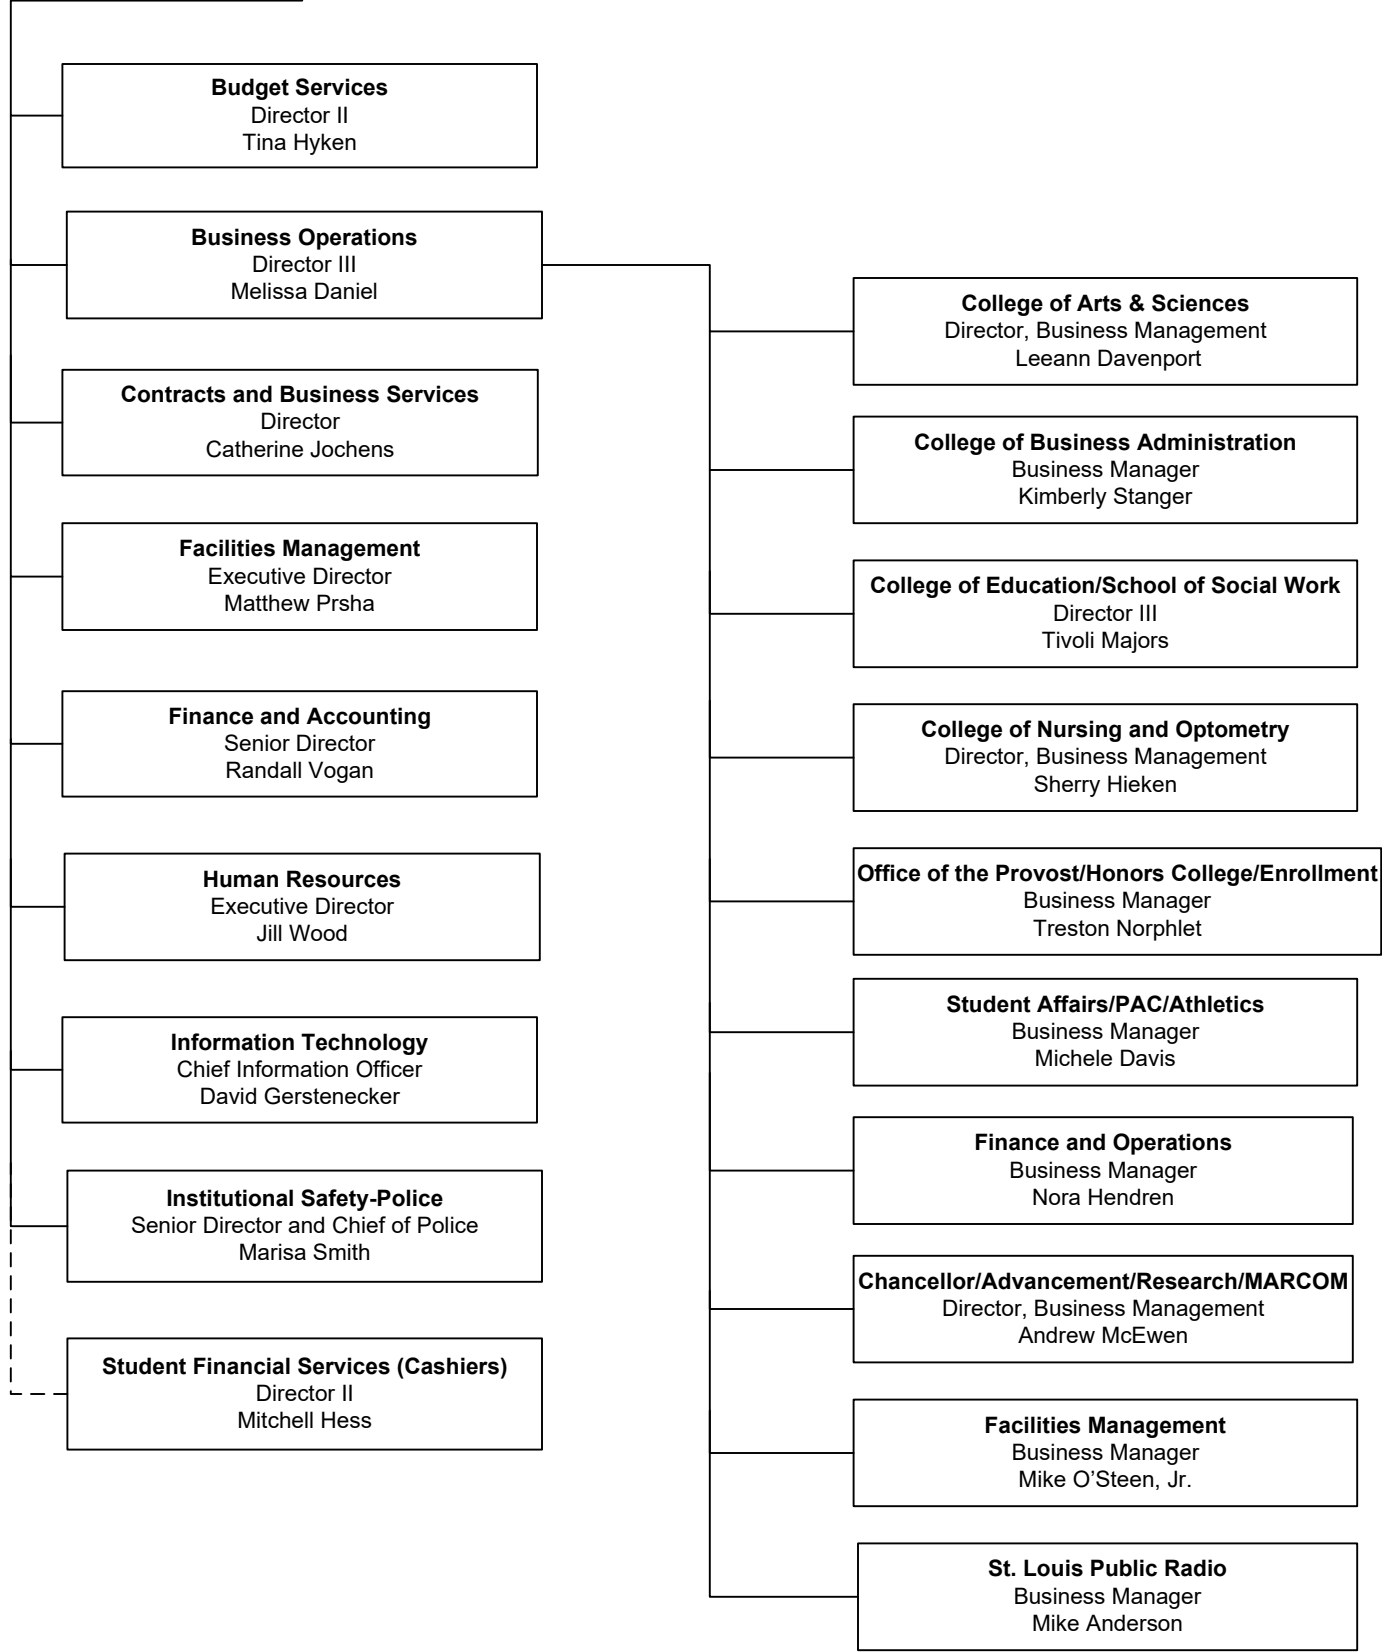 Budget Services
Director II
Tina Hyken
Business Operations
Director III
Melissa Daniel
Contracts and Business Services
Director
Catherine Jochens
Facilities Management
Executive Director
Matthew Prsha
Finance and Accounting
Senior Director
Randall Vogan
Human Resources
Executive Director
Jill Wood
Information Technology
Chief Information Officer
David Gerstenecker
Institutional Safety-Police
Senior Director and Chief of Police
Marisa Smith
Student Financial Services (Cashiers)
Director II
Mitchell Hess
College of Arts & Sciences
Director, Business Management
Leeann Davenport
College of Business Administration
Business Manager
Kimberly Stanger
College of Education/School of Social Work
Director III
Tivoli Majors
College of Nursing and Optometry
Director, Business Management
Sherry Hieken
Office of the Provost/Honors College/Enrollment
Business Manager
Treston Norphlet
Student Affairs/PAC/Athletics
Business Manager
Michele Davis
Finance and Operations
Business Manager
Nora Hendren
Chancellor/Advancement/Research/MARCOM
Director, Business Management
Andrew McEwen
Facilities Management
Business Manager
Mike O’Steen, Jr.
St. Louis Public Radio
Business Manager
Mike Anderson